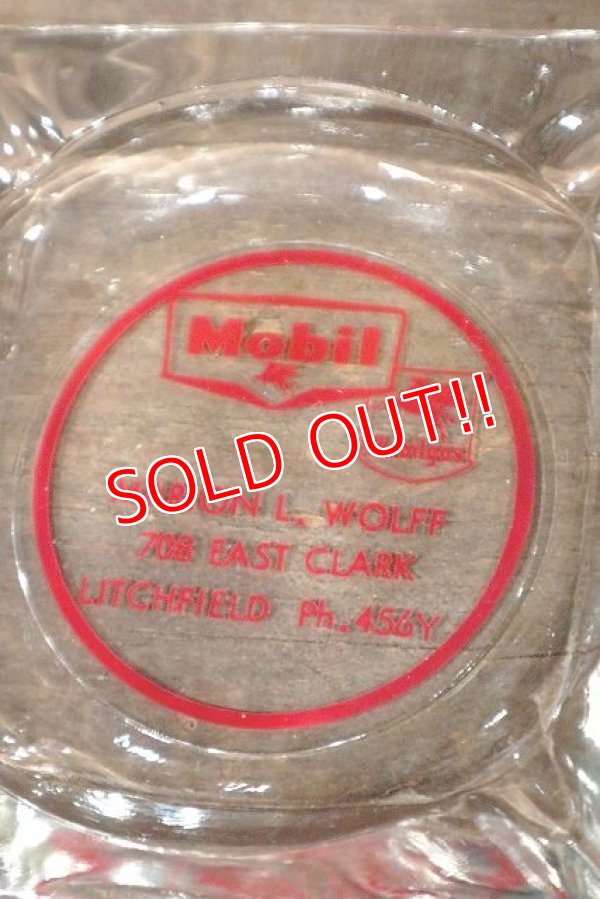 Mobil
SOLD OUT!!
L. WOLFF
708 EAST CLARK
LITCHFIELD Ph. 456Y